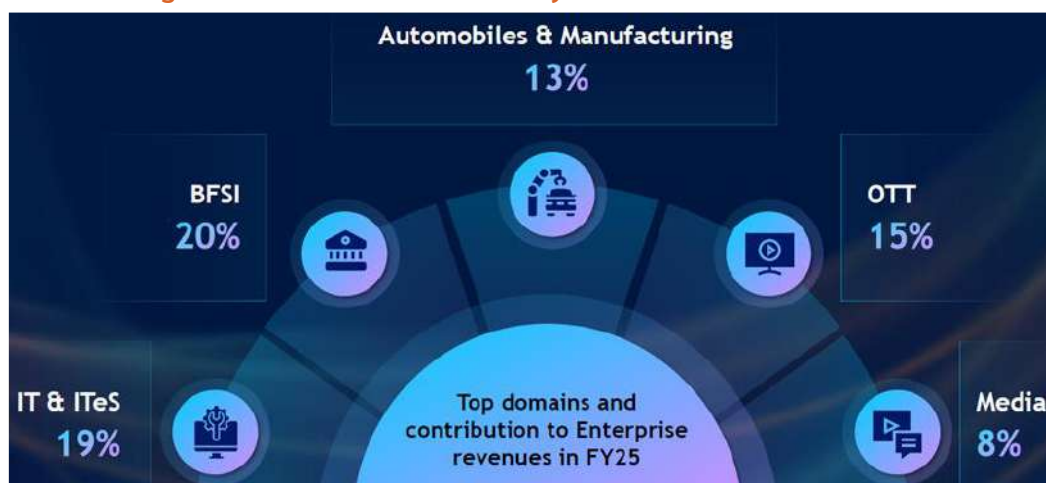 Automobiles & Manufacturing
13%
BFSI
20%
OTT
15%
IT & ITeS
19%
Media
8%
Top domains and
contribution to Enterprise
revenues in FY25